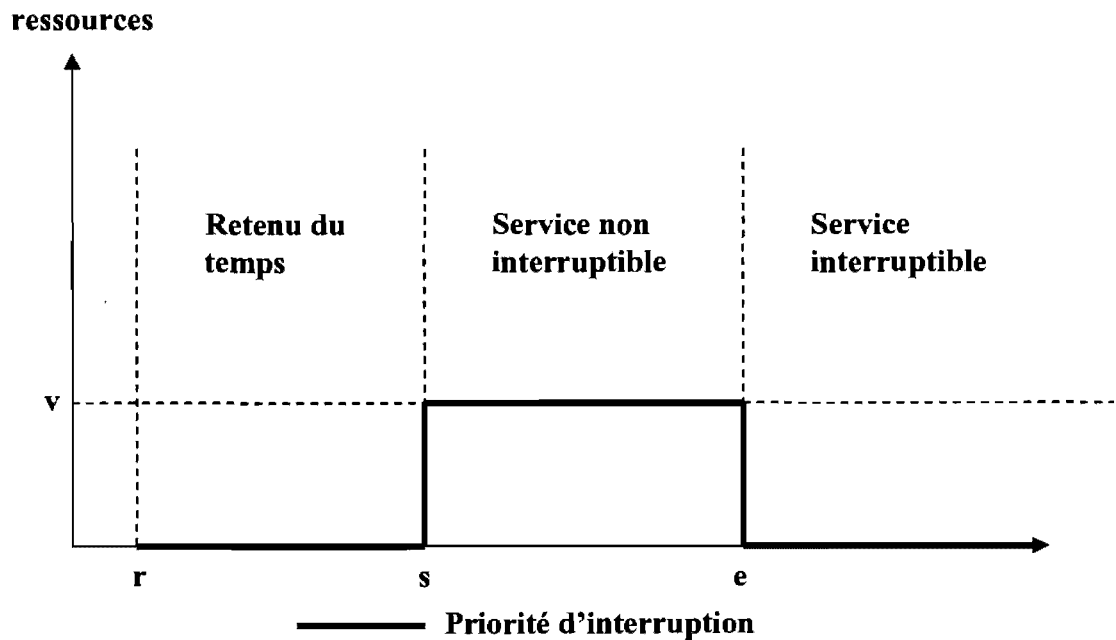 ressources
Retenu du
temps
Service non
interruptible
Service
interruptible
v
r
s
e
Priorité d'interruption